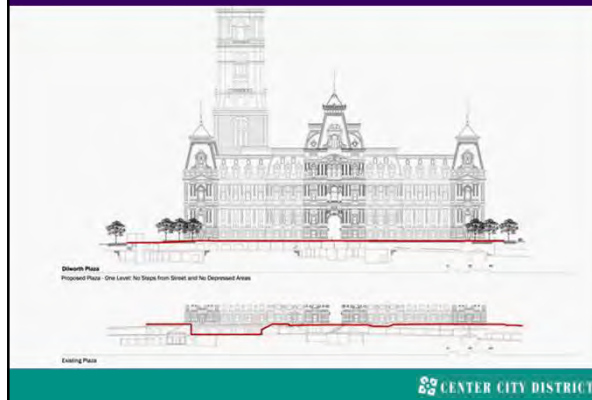 Dilworth Plaza
Proposed Plaza - One Level: No Steps from Street and No Depressed Areas
Existing Plaza
CENTER CITY DISTRICT